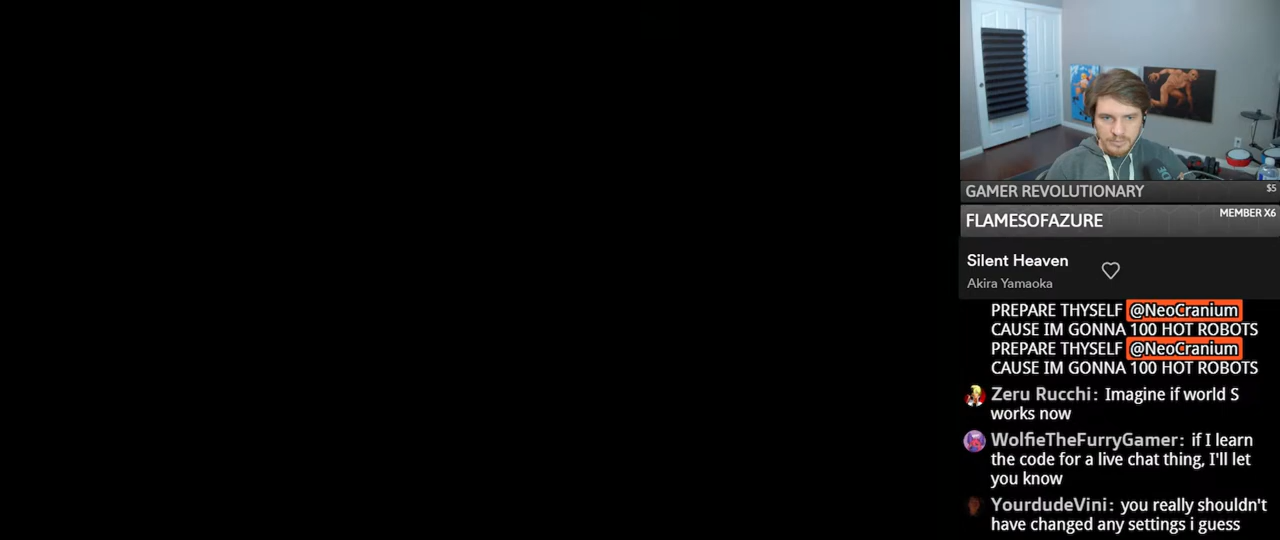 GAMER REVOLUTIONARY $5
FLAMESOFAZURE MEMBER X6
Silent Heaven
Akira Yamaoka
PREPARE THYSELF @NeoCranium
CAUSE IM GONNA 100 HOT ROBOTS
PREPARE THYSELF @NeoCranium
CAUSE IM GONNA 100 HOT ROBOTS
Zeru Rucchi: Imagine if world S
works now
WolfieTheFurryGamer: if I learn
the code for a live chat thing, I'll let
you know
YourdudeVini: you really shouldn't
have changed any settings i guess